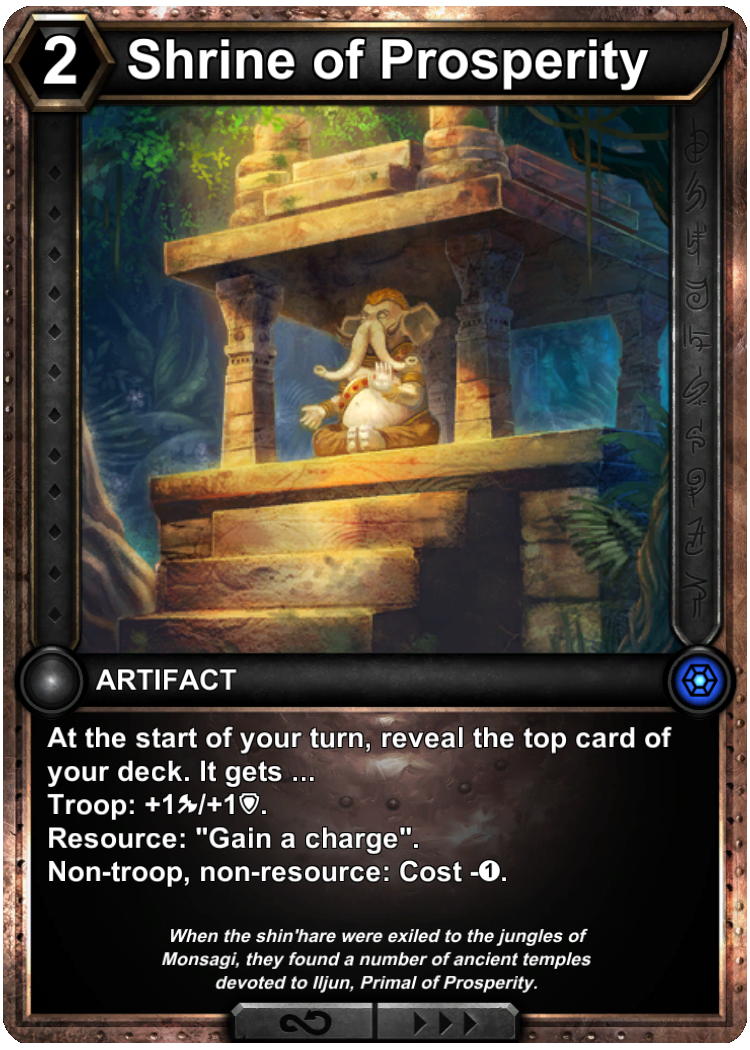 2 Shrine of Prosperity
ARTIFACT
At the start of your turn, reveal the top card of
your deck. It gets ...
Troop: +1/+1.
Resource: "Gain a charge".
Non-troop, non-resource: Cost -1.
When the shin'hare were exiled to the jungles of
Monsagi, they found a number of ancient temples
devoted to Iljun, Primal of Prosperity.